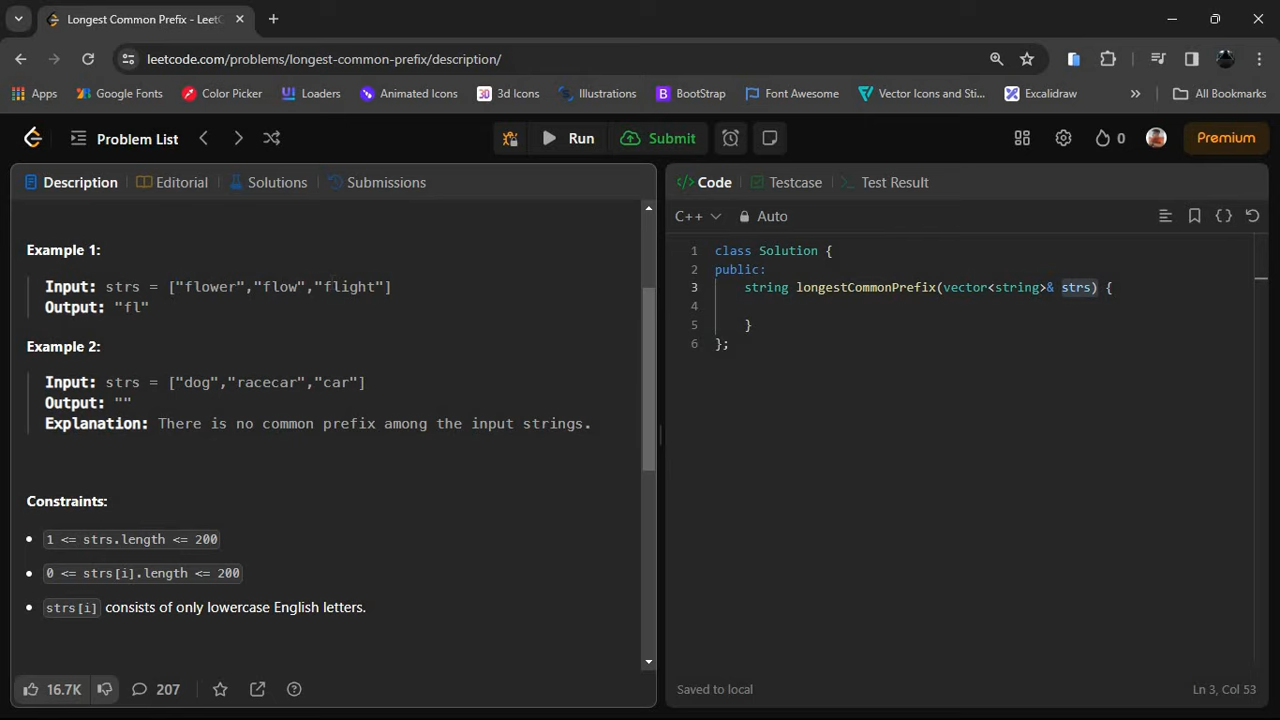 Longest Common Prefix - LeetC
leetcode.com/problems/longest-common-prefix/description/
Apps Google Fonts Color Picker Loaders Animated Icons 3d Icons Illustrations BootStrap Font Awesome Vector Icons and Sti... Excalidraw » All Bookmarks
Problem List Run Submit 0 Premium
Description Editorial Solutions Submissions
Example 1:
Input: strs = ["flower","flow","flight"]
Output: "fl"
Example 2:
Input: strs = ["dog","racecar","car"]
Output: ""
Explanation: There is no common prefix among the input strings.
Constraints:
• 1 <= strs.length <= 200
• 0 <= strs[i].length <= 200
• strs[i] consists of only lowercase English letters.
16.7K 207
</> Code Testcase Test Result
C++ Auto
1 class Solution {
2 public:
3 string longestCommonPrefix(vector<string>& strs) {
4
5 }
6 };
Saved to local Ln 3, Col 53